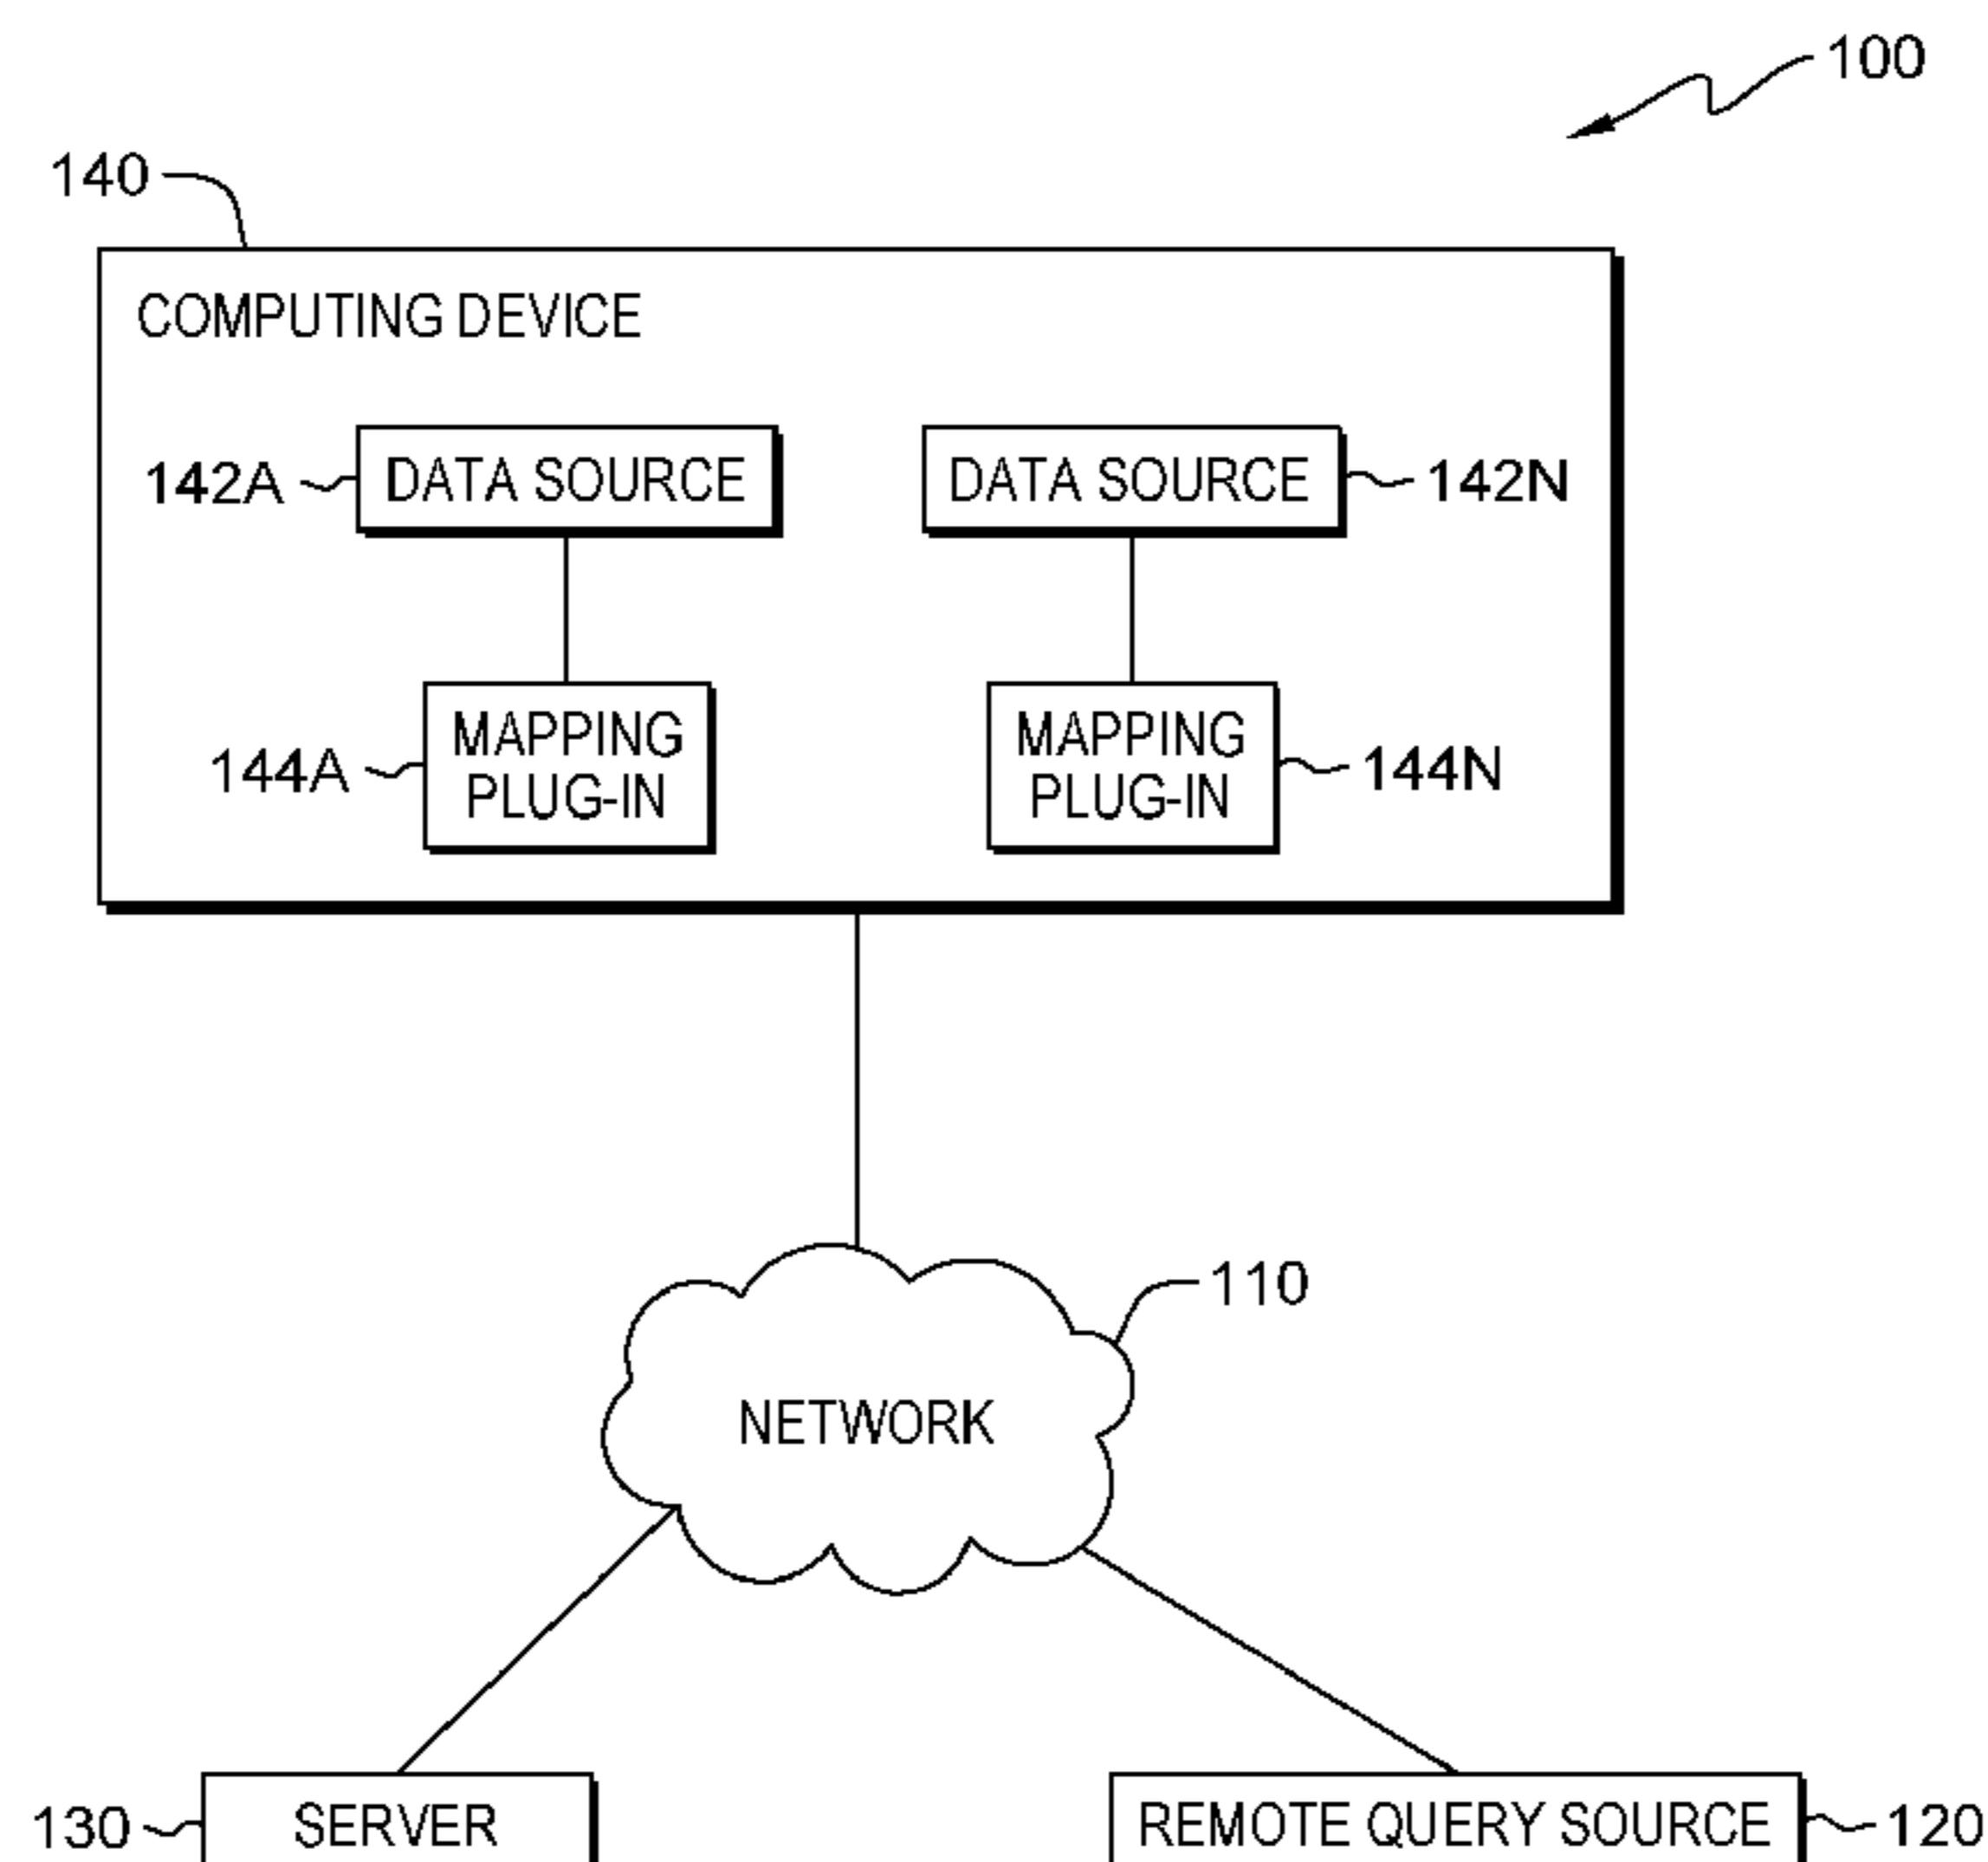 100
140
COMPUTING DEVICE
142A
DATA SOURCE
DATA SOURCE
142N
144A
MAPPING
PLUG-IN
MAPPING
PLUG-IN
144N
110
NETWORK
130
SERVER
REMOTE QUERY SOURCE
120